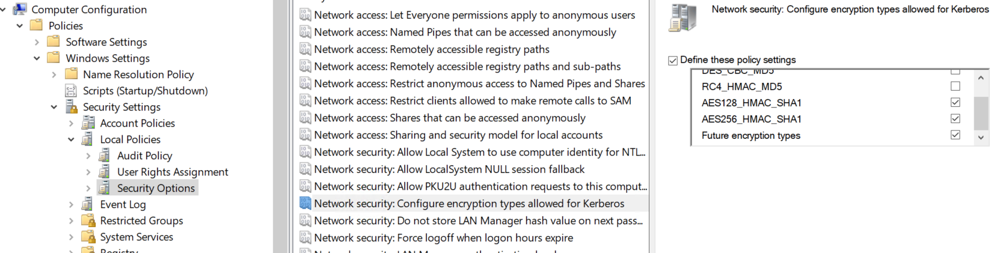 Computer Configuration
Policies
Software Settings
Windows Settings
Name Resolution Policy
Scripts (Startup/Shutdown)
Security Settings
Account Policies
Local Policies
Audit Policy
User Rights Assignment
Security Options
Event Log
Restricted Groups
System Services
Registry
Network access: Let Everyone permissions apply to anonymous users
Network access: Named Pipes that can be accessed anonymously
Network access: Remotely accessible registry paths
Network access: Remotely accessible registry paths and sub-paths
Network access: Restrict anonymous access to Named Pipes and Shares
Network access: Restrict clients allowed to make remote calls to SAM
Network access: Shares that can be accessed anonymously
Network access: Sharing and security model for local accounts
Network security: Allow Local System to use computer identity for NTL...
Network security: Allow LocalSystem NULL session fallback
Network security: Allow PKU2U authentication requests to this comput...
Network security: Configure encryption types allowed for Kerberos
Network security: Do not store LAN Manager hash value on next pass...
Network security: Force logoff when logon hours expire
Network security: LAN Manager authentication level
Network security: Configure encryption types allowed for Kerberos
Define these policy settings
DES_CBC_MD5
RC4_HMAC_MD5
AES128_HMAC_SHA1
AES256_HMAC_SHA1
Future encryption types